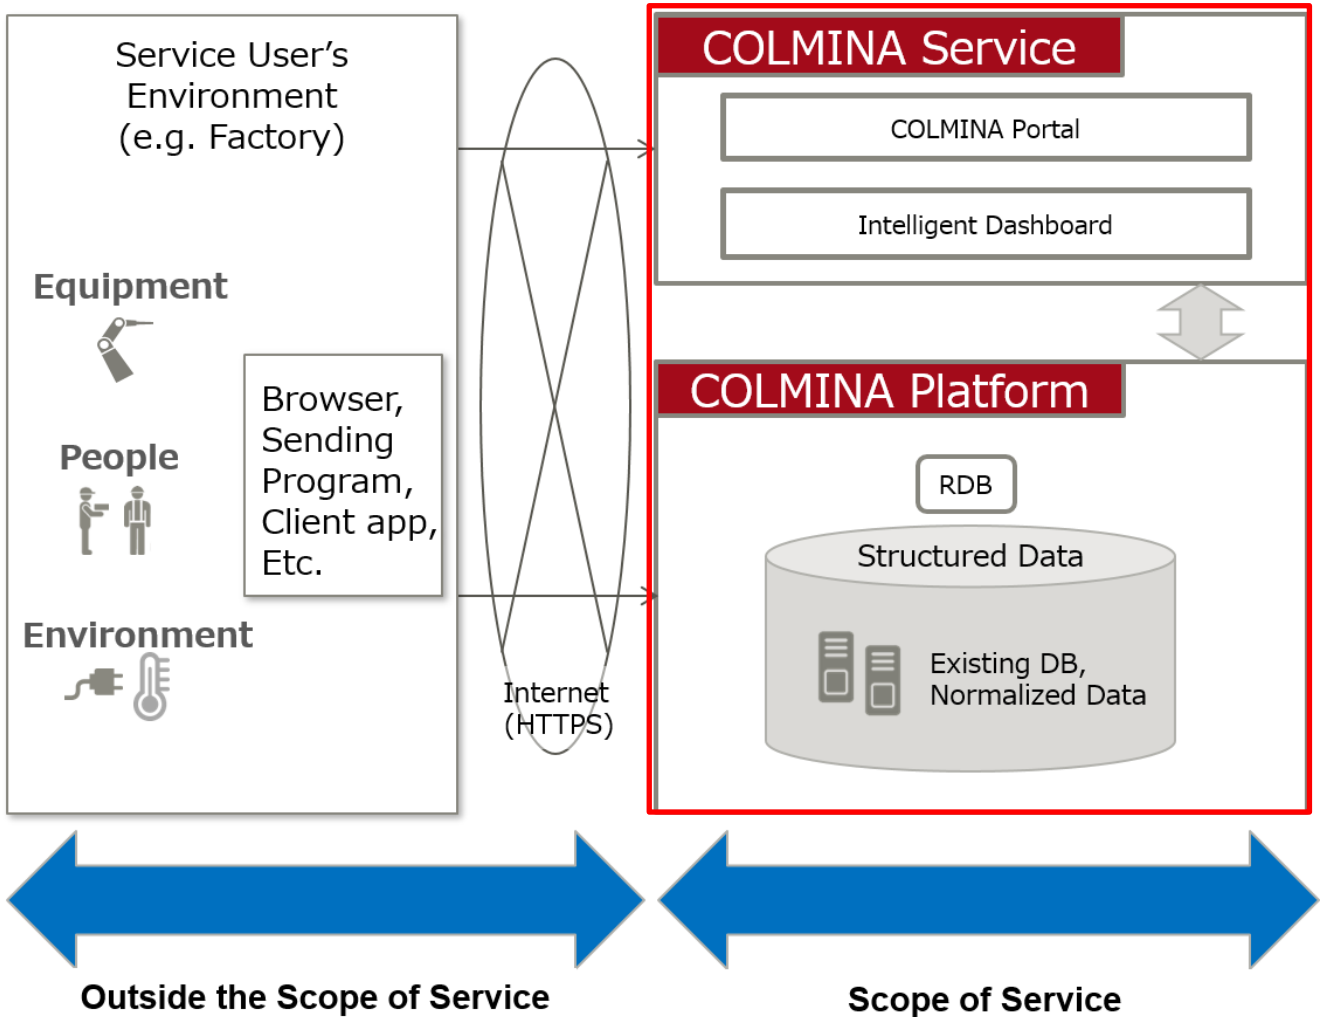 Service User's
Environment
(e.g. Factory)
Equipment
People
Environment
Browser,
Sending
Program,
Client app,
Etc.
Internet
(HTTPS)
COLMINA Service
COLMINA Portal
Intelligent Dashboard
COLMINA Platform
RDB
Structured Data
Existing DB,
Normalized Data
Outside the Scope of Service
Scope of Service